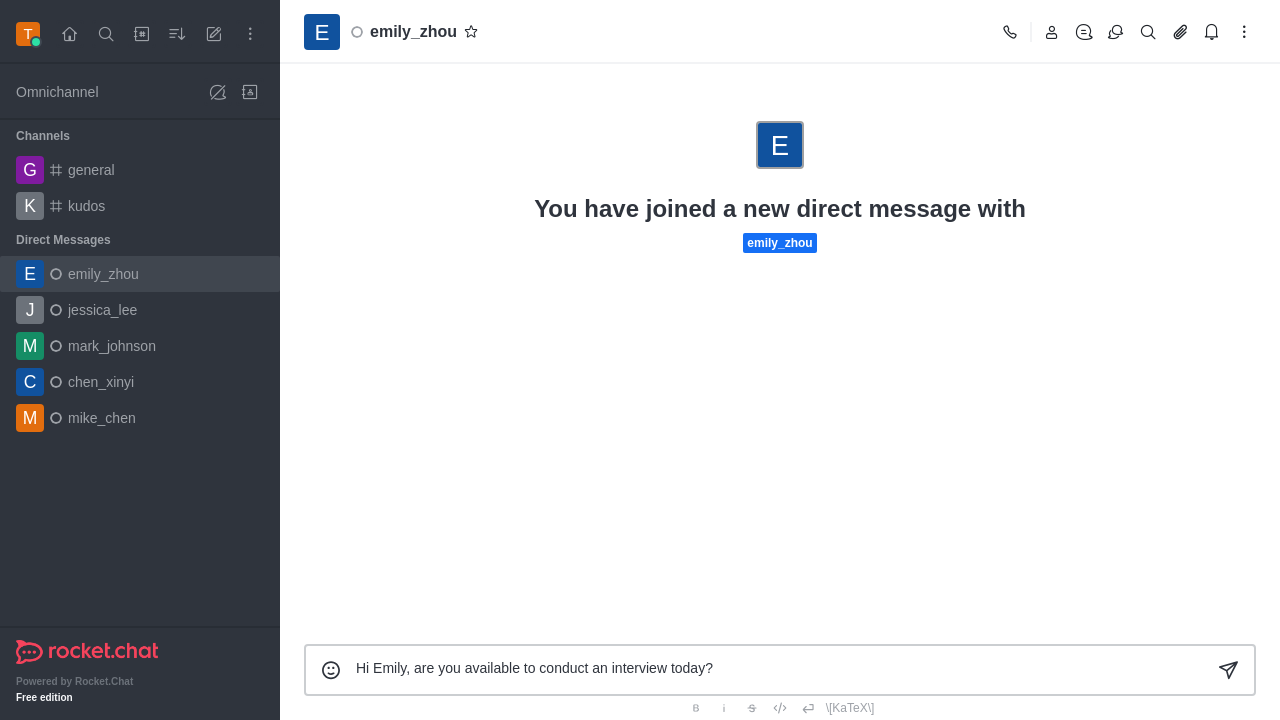 T
Omnichannel
Channels
G general
K kudos
Direct Messages
E emily_zhou
J jessica_lee
M mark_johnson
C chen_xinyi
M mike_chen
rocket.chat
Powered by Rocket.Chat
Free edition
E emily_zhou
E
You have joined a new direct message with
emily_zhou
Hi Emily, are you available to conduct an interview today?
B i S \[KaTeX\]